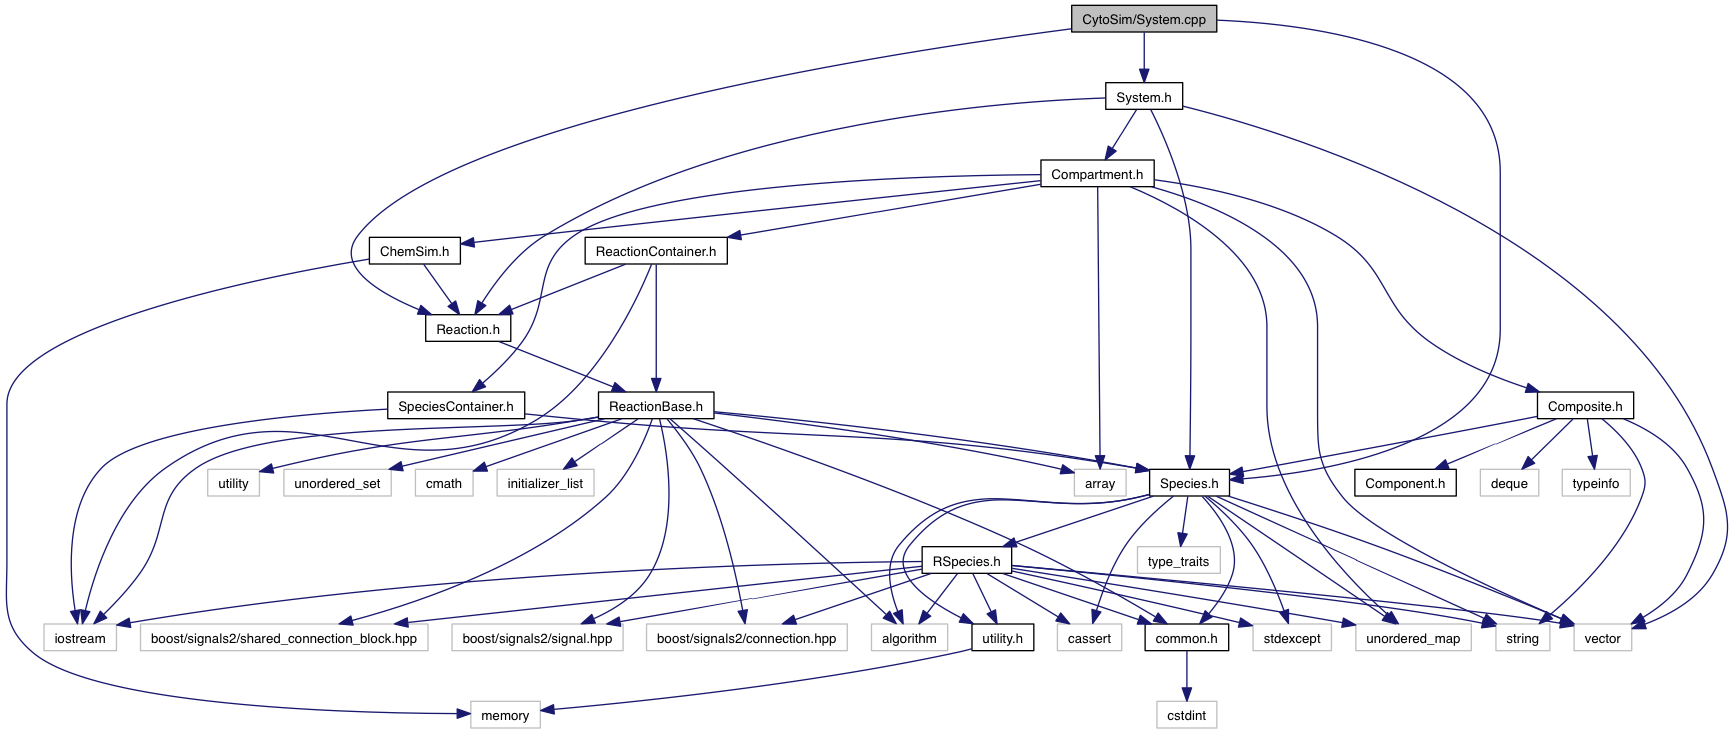 CytoSim/System.cpp
System.h
Compartment.h
ChemSim.h
ReactionContainer.h
Reaction.h
SpeciesContainer.h
ReactionBase.h
Composite.h
utility
unordered_set
cmath
initializer_list
array
Species.h
Component.h
deque
typeinfo
RSpecies.h
type_traits
iostream
boost/signals2/shared_connection_block.hpp
boost/signals2/signal.hpp
boost/signals2/connection.hpp
algorithm
utility.h
cassert
common.h
stdexcept
unordered_map
string
vector
memory
cstdint